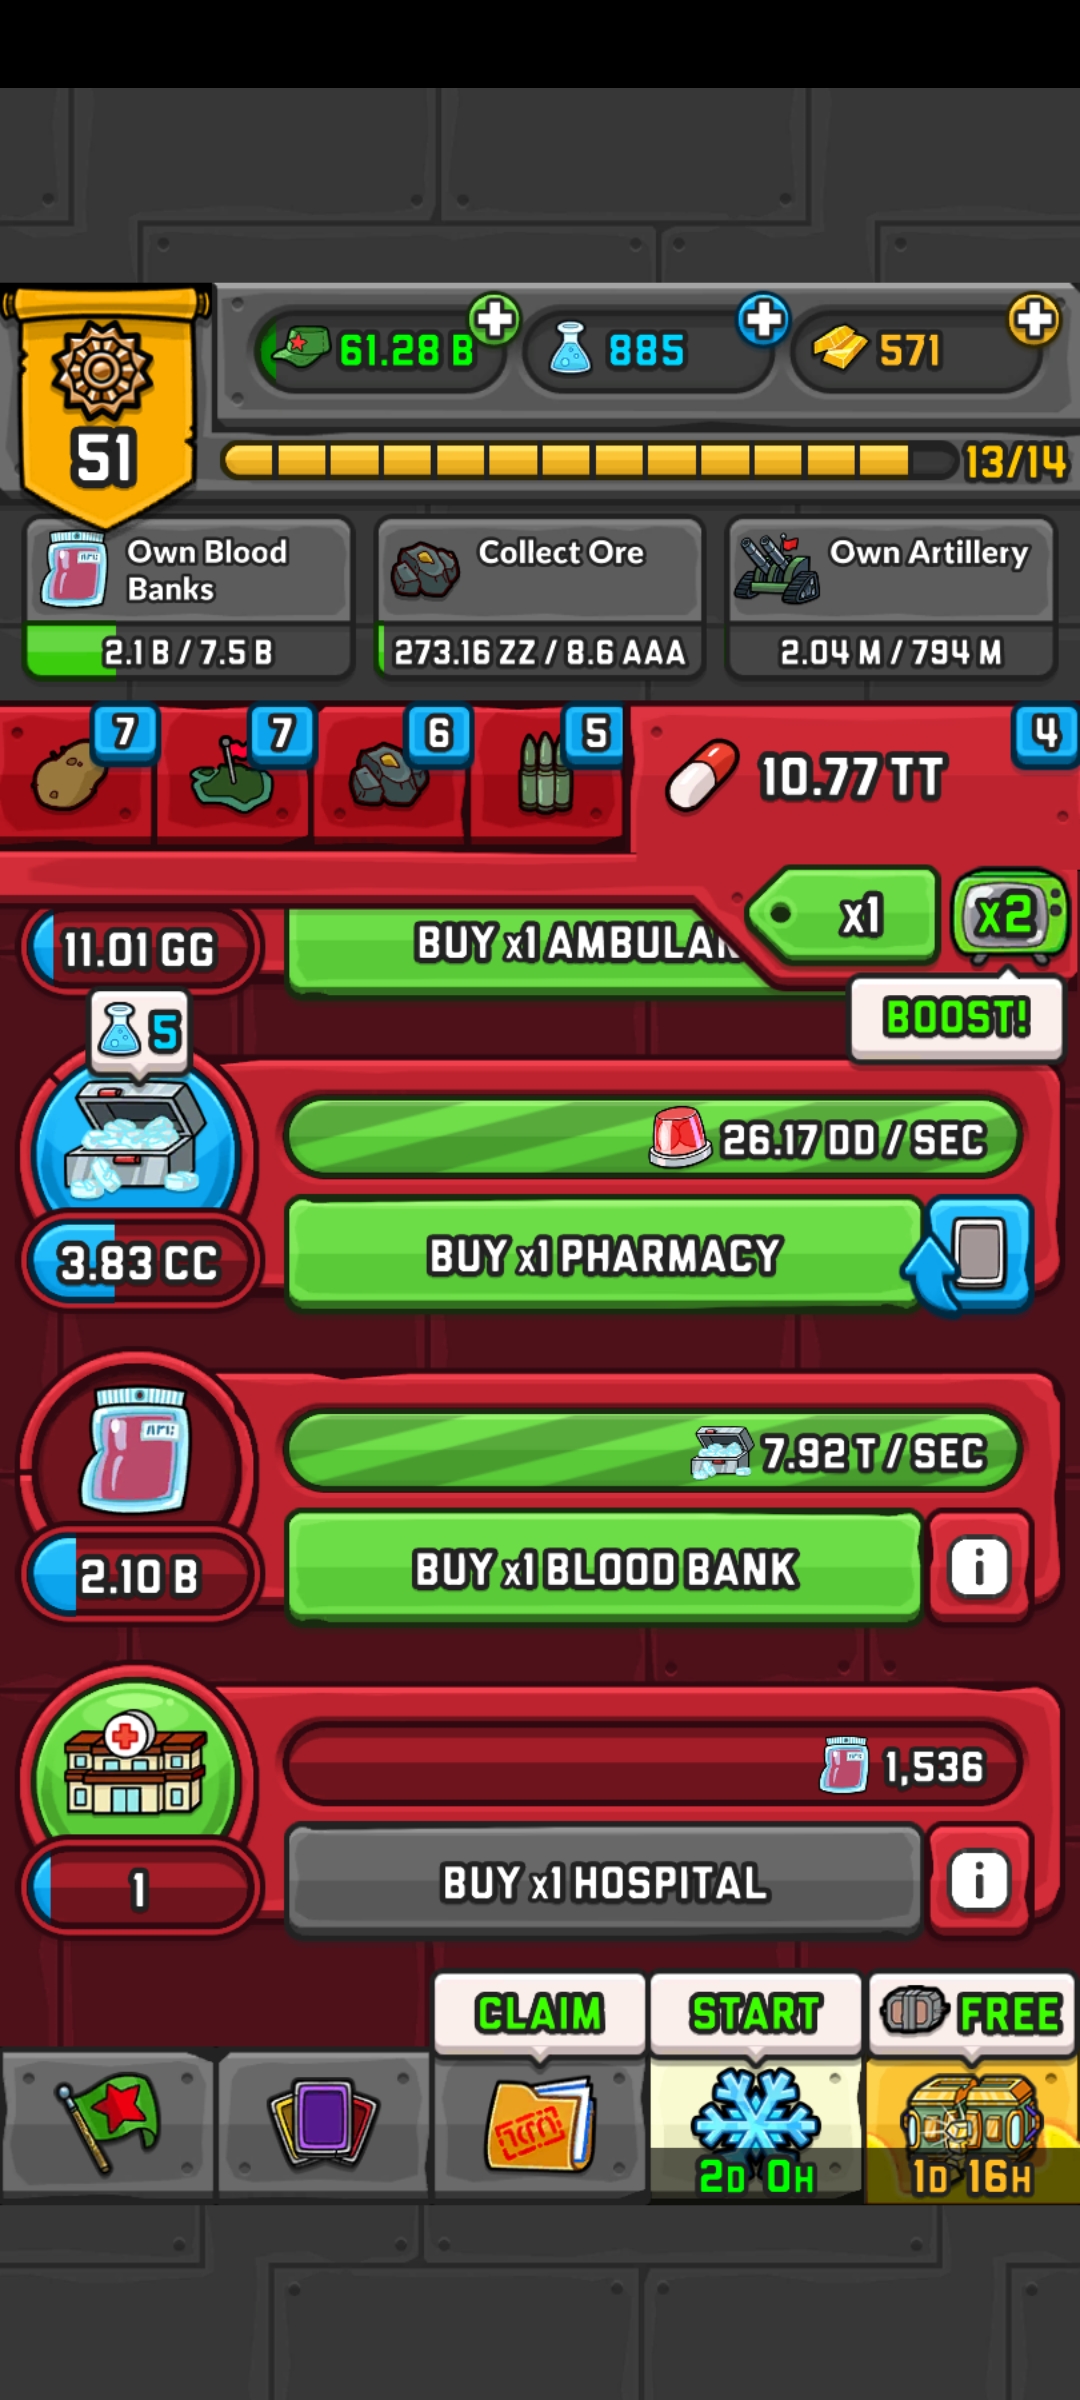 61.28 B
885
571
51
13/14
Own Blood
Banks
2.1 B / 7.5 B
Collect Ore
273.16 ZZ / 8.6 AAA
Own Artillery
2.04 M / 794 M
7
7
6
5
10.77 TT
4
x1
x2
BOOST!
11.01 GG
BUY x1 AMBULAN
5
26.17 DD / SEC
3.83 CC
BUY x1 PHARMACY
7.92 T / SEC
2.10 B
BUY x1 BLOOD BANK
i
1,536
1
BUY x1 HOSPITAL
i
CLAIM
START
FREE
2D 0H
1D 16H